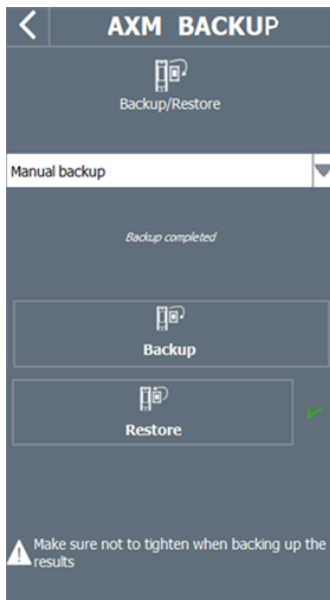 AXM BACKUP
Backup/Restore
Manual backup
Backup completed
Backup
Restore
Make sure not to tighten when backing up the
results